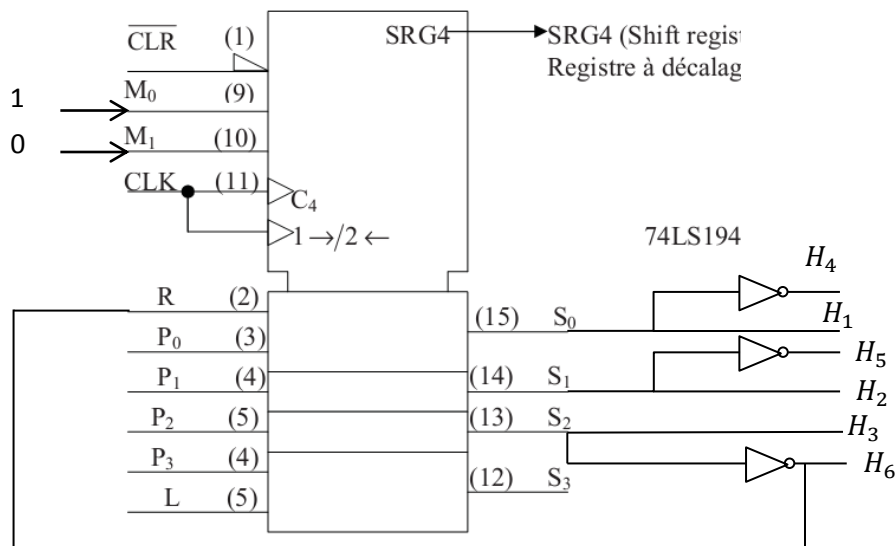 SRG4
SRG4 (Shift regist
Registre à décalag
CLR (1)
1 M₀ (9)
0 M₁ (10)
CLK (11)
C₄
1 →/2 ←
74LS194
R (2)
P₀ (3)
P₁ (4)
P₂ (5)
P₃ (4)
L (5)
(15) S₀
(14) S₁
(13) S₂
(12) S₃
H₄
H₁
H₅
H₂
H₃
H₆